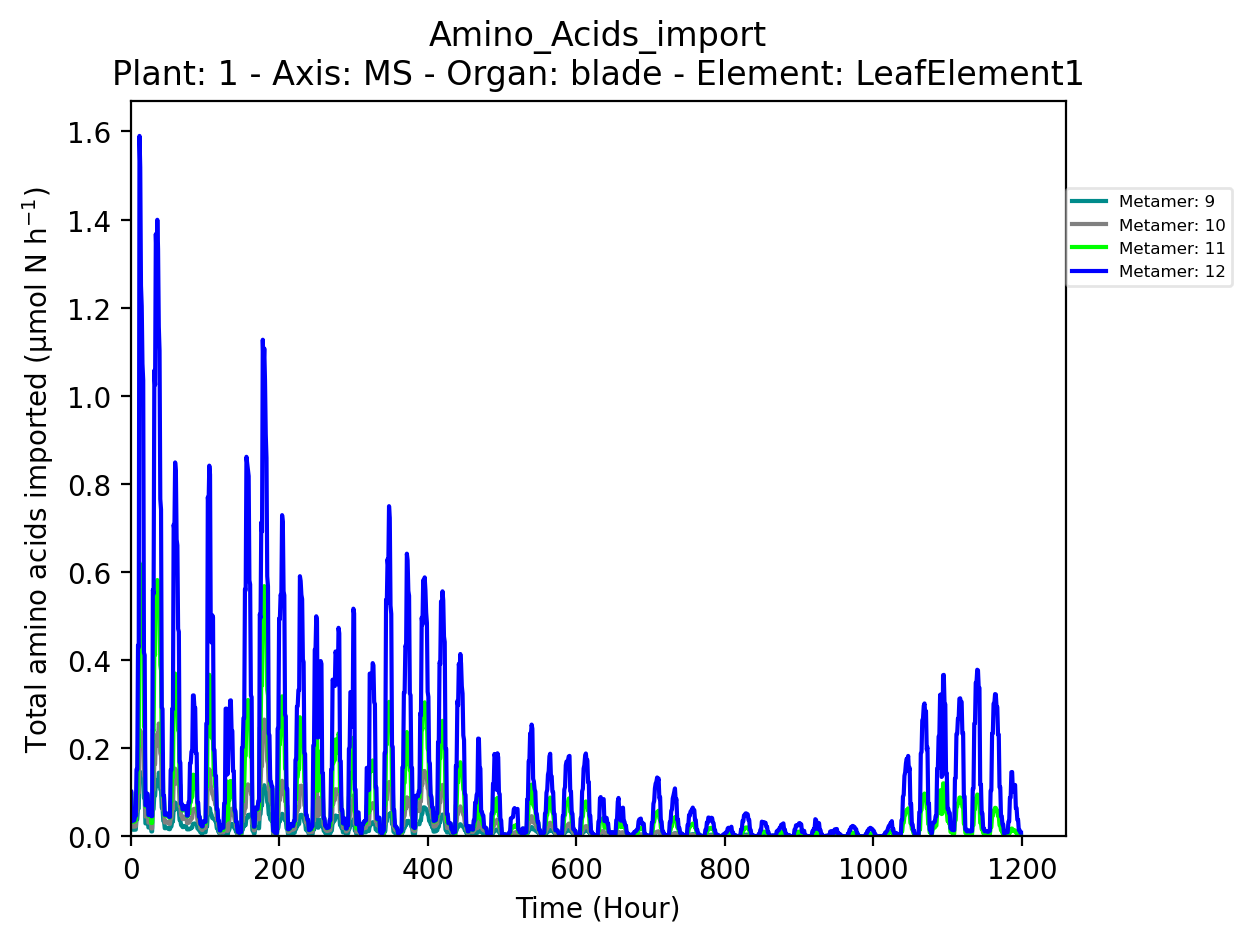 Amino_Acids_import
Plant: 1 - Axis: MS - Organ: blade - Element: LeafElement1
Total amino acids imported (µmol N h⁻¹)
1.6
1.4
1.2
1.0
0.8
0.6
0.4
0.2
0.0
0 200 400 600 800 1000 1200
Time (Hour)
Metamer: 9
Metamer: 10
Metamer: 11
Metamer: 12